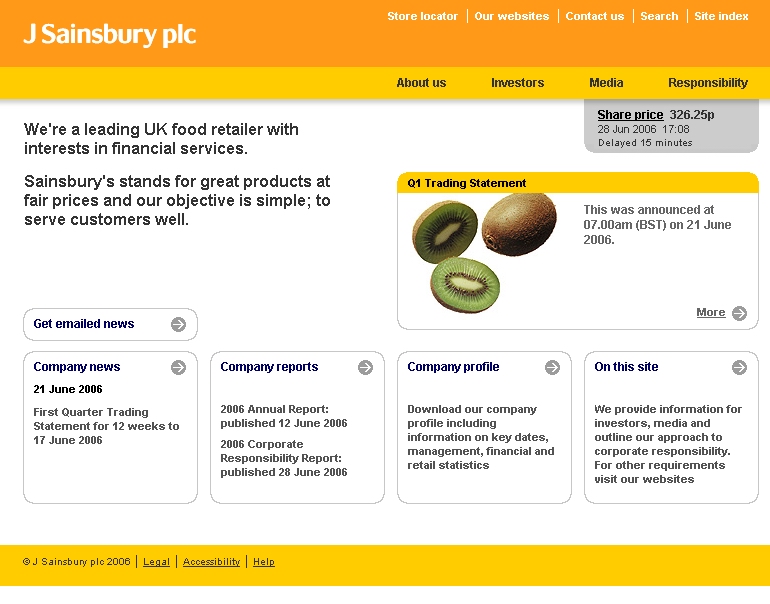 J Sainsbury plc
Store locator
Our websites
Contact us
Search
Site index
About us
Investors
Media
Responsibility
Share price 326.25p
28 Jun 2006 17:08
Delayed 15 minutes
We're a leading UK food retailer with
interests in financial services.
Sainsbury's stands for great products at
fair prices and our objective is simple; to
serve customers well.
Q1 Trading Statement
This was announced at
07.00am (BST) on 21 June
2006.
More
Get emailed news
Company news
21 June 2006
First Quarter Trading
Statement for 12 weeks to
17 June 2006
Company reports
2006 Annual Report:
published 12 June 2006
2006 Corporate
Responsibility Report:
published 28 June 2006
Company profile
Download our company
profile including
information on key dates,
management, financial and
retail statistics
On this site
We provide information for
investors, media and
outline our approach to
corporate responsibility.
For other requirements
visit our websites
© J Sainsbury plc 2006
Legal
Accessibility
Help